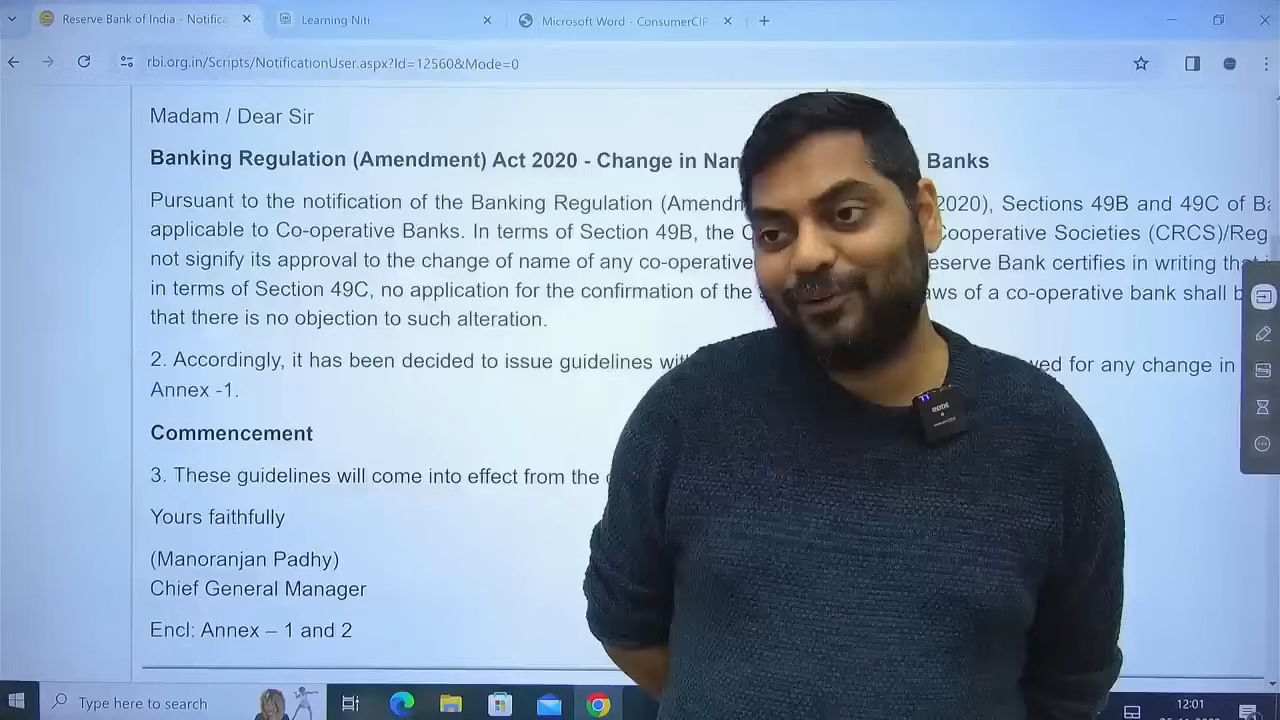 Reserve Bank of India - Notifica
Learning Niti
Microsoft Word - ConsumerCIF
rbi.org.in/Scripts/NotificationUser.aspx?Id=12560&Mode=0
Madam / Dear Sir
Banking Regulation (Amendment) Act 2020 - Change in Banks
Pursuant to the notification of the Banking Regulation (Amendm 2020), Sections 49B and 49C of Ba
applicable to Co-operative Banks. In terms of Section 49B, the Cooperative Societies (CRCS)/Reg
not signify its approval to the change of name of any co-operative eserve Bank certifies in writing that
in terms of Section 49C, no application for the confirmation of the aws of a co-operative bank shall b
that there is no objection to such alteration.
2. Accordingly, it has been decided to issue guidelines with wed for any change in
Annex -1.
Commencement
3. These guidelines will come into effect from the
Yours faithfully
(Manoranjan Padhy)
Chief General Manager
Encl: Annex – 1 and 2
RODE
Type here to search
12:01